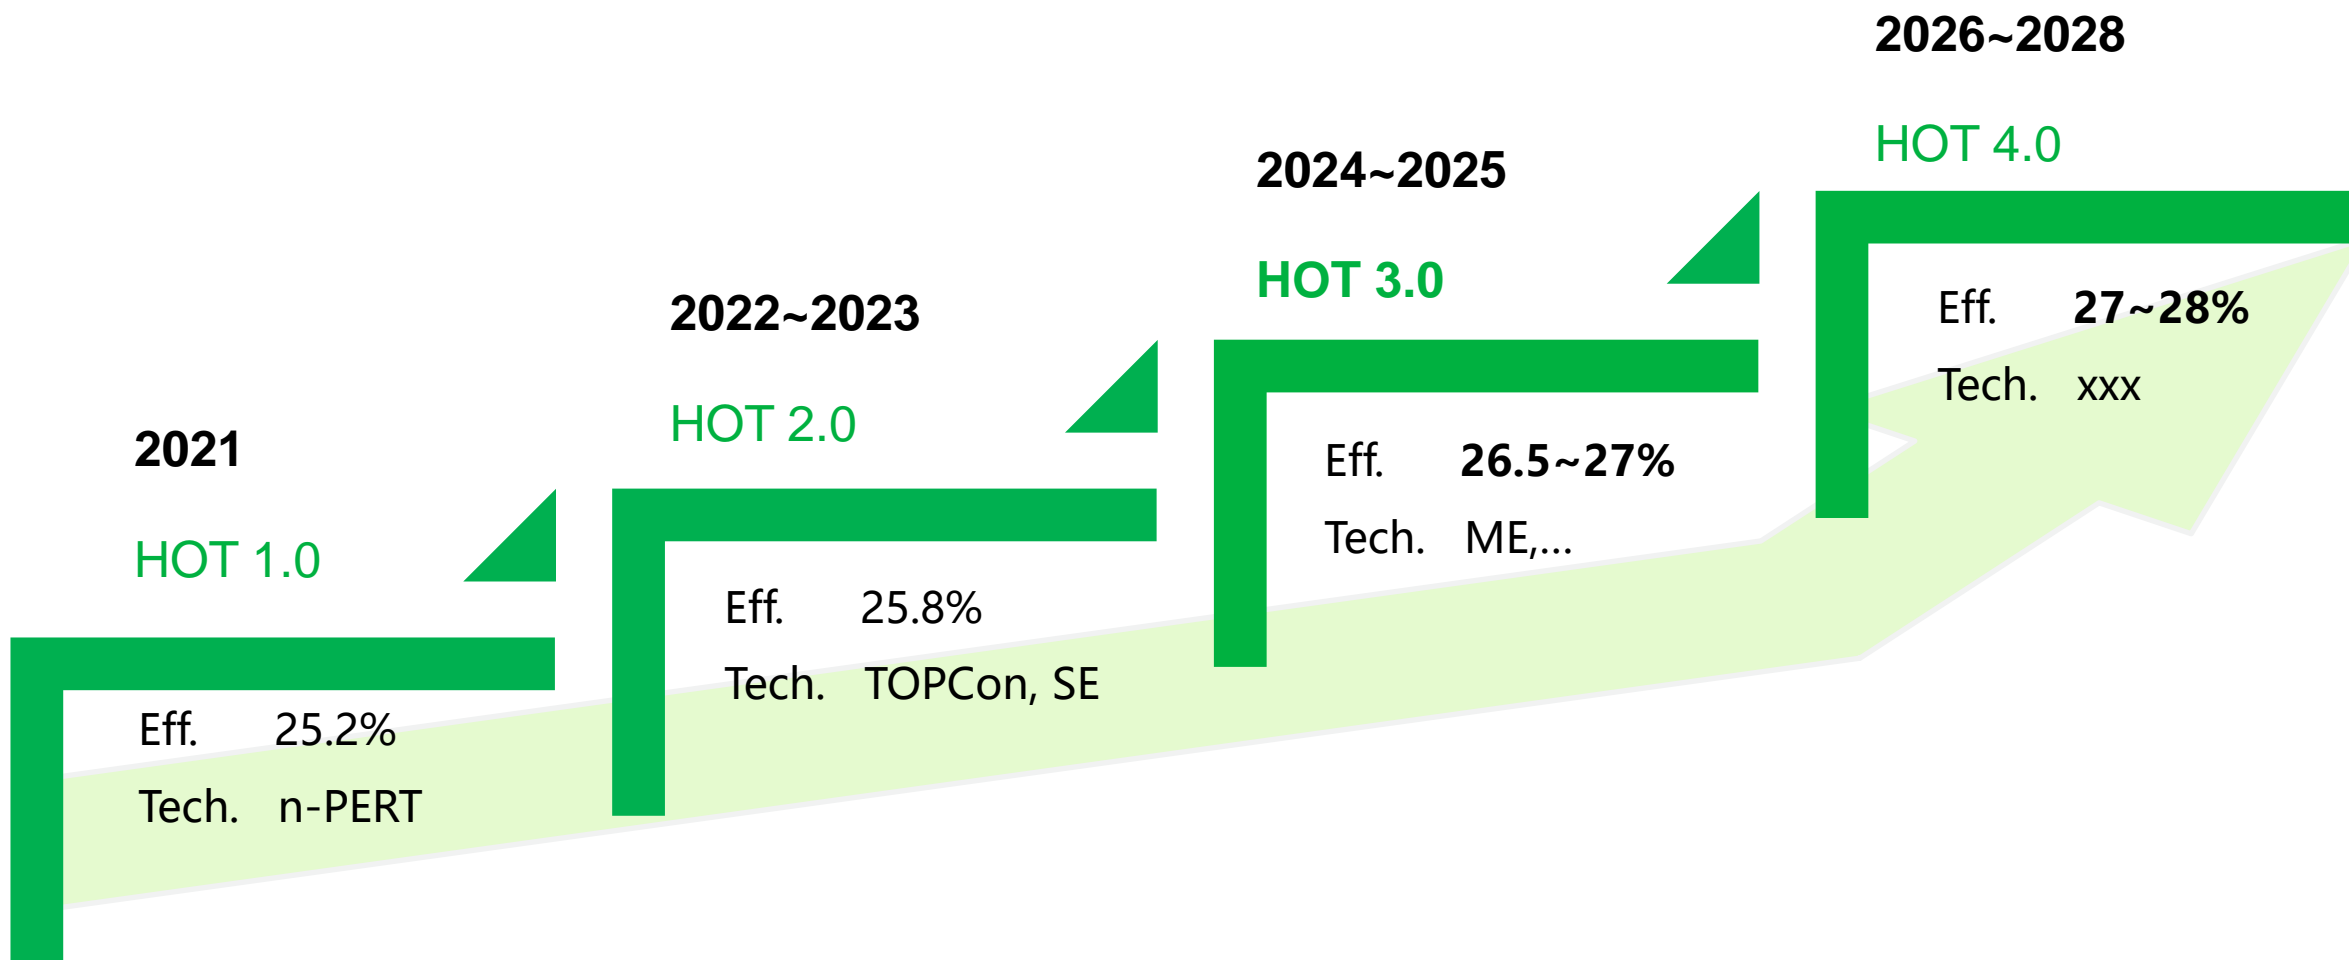 2021
HOT 1.0
Eff. 25.2%
Tech. n-PERT
2022~2023
HOT 2.0
Eff. 25.8%
Tech. TOPCon, SE
2024~2025
HOT 3.0
Eff. 26.5~27%
Tech. ME,...
2026~2028
HOT 4.0
Eff. 27~28%
Tech. xxx